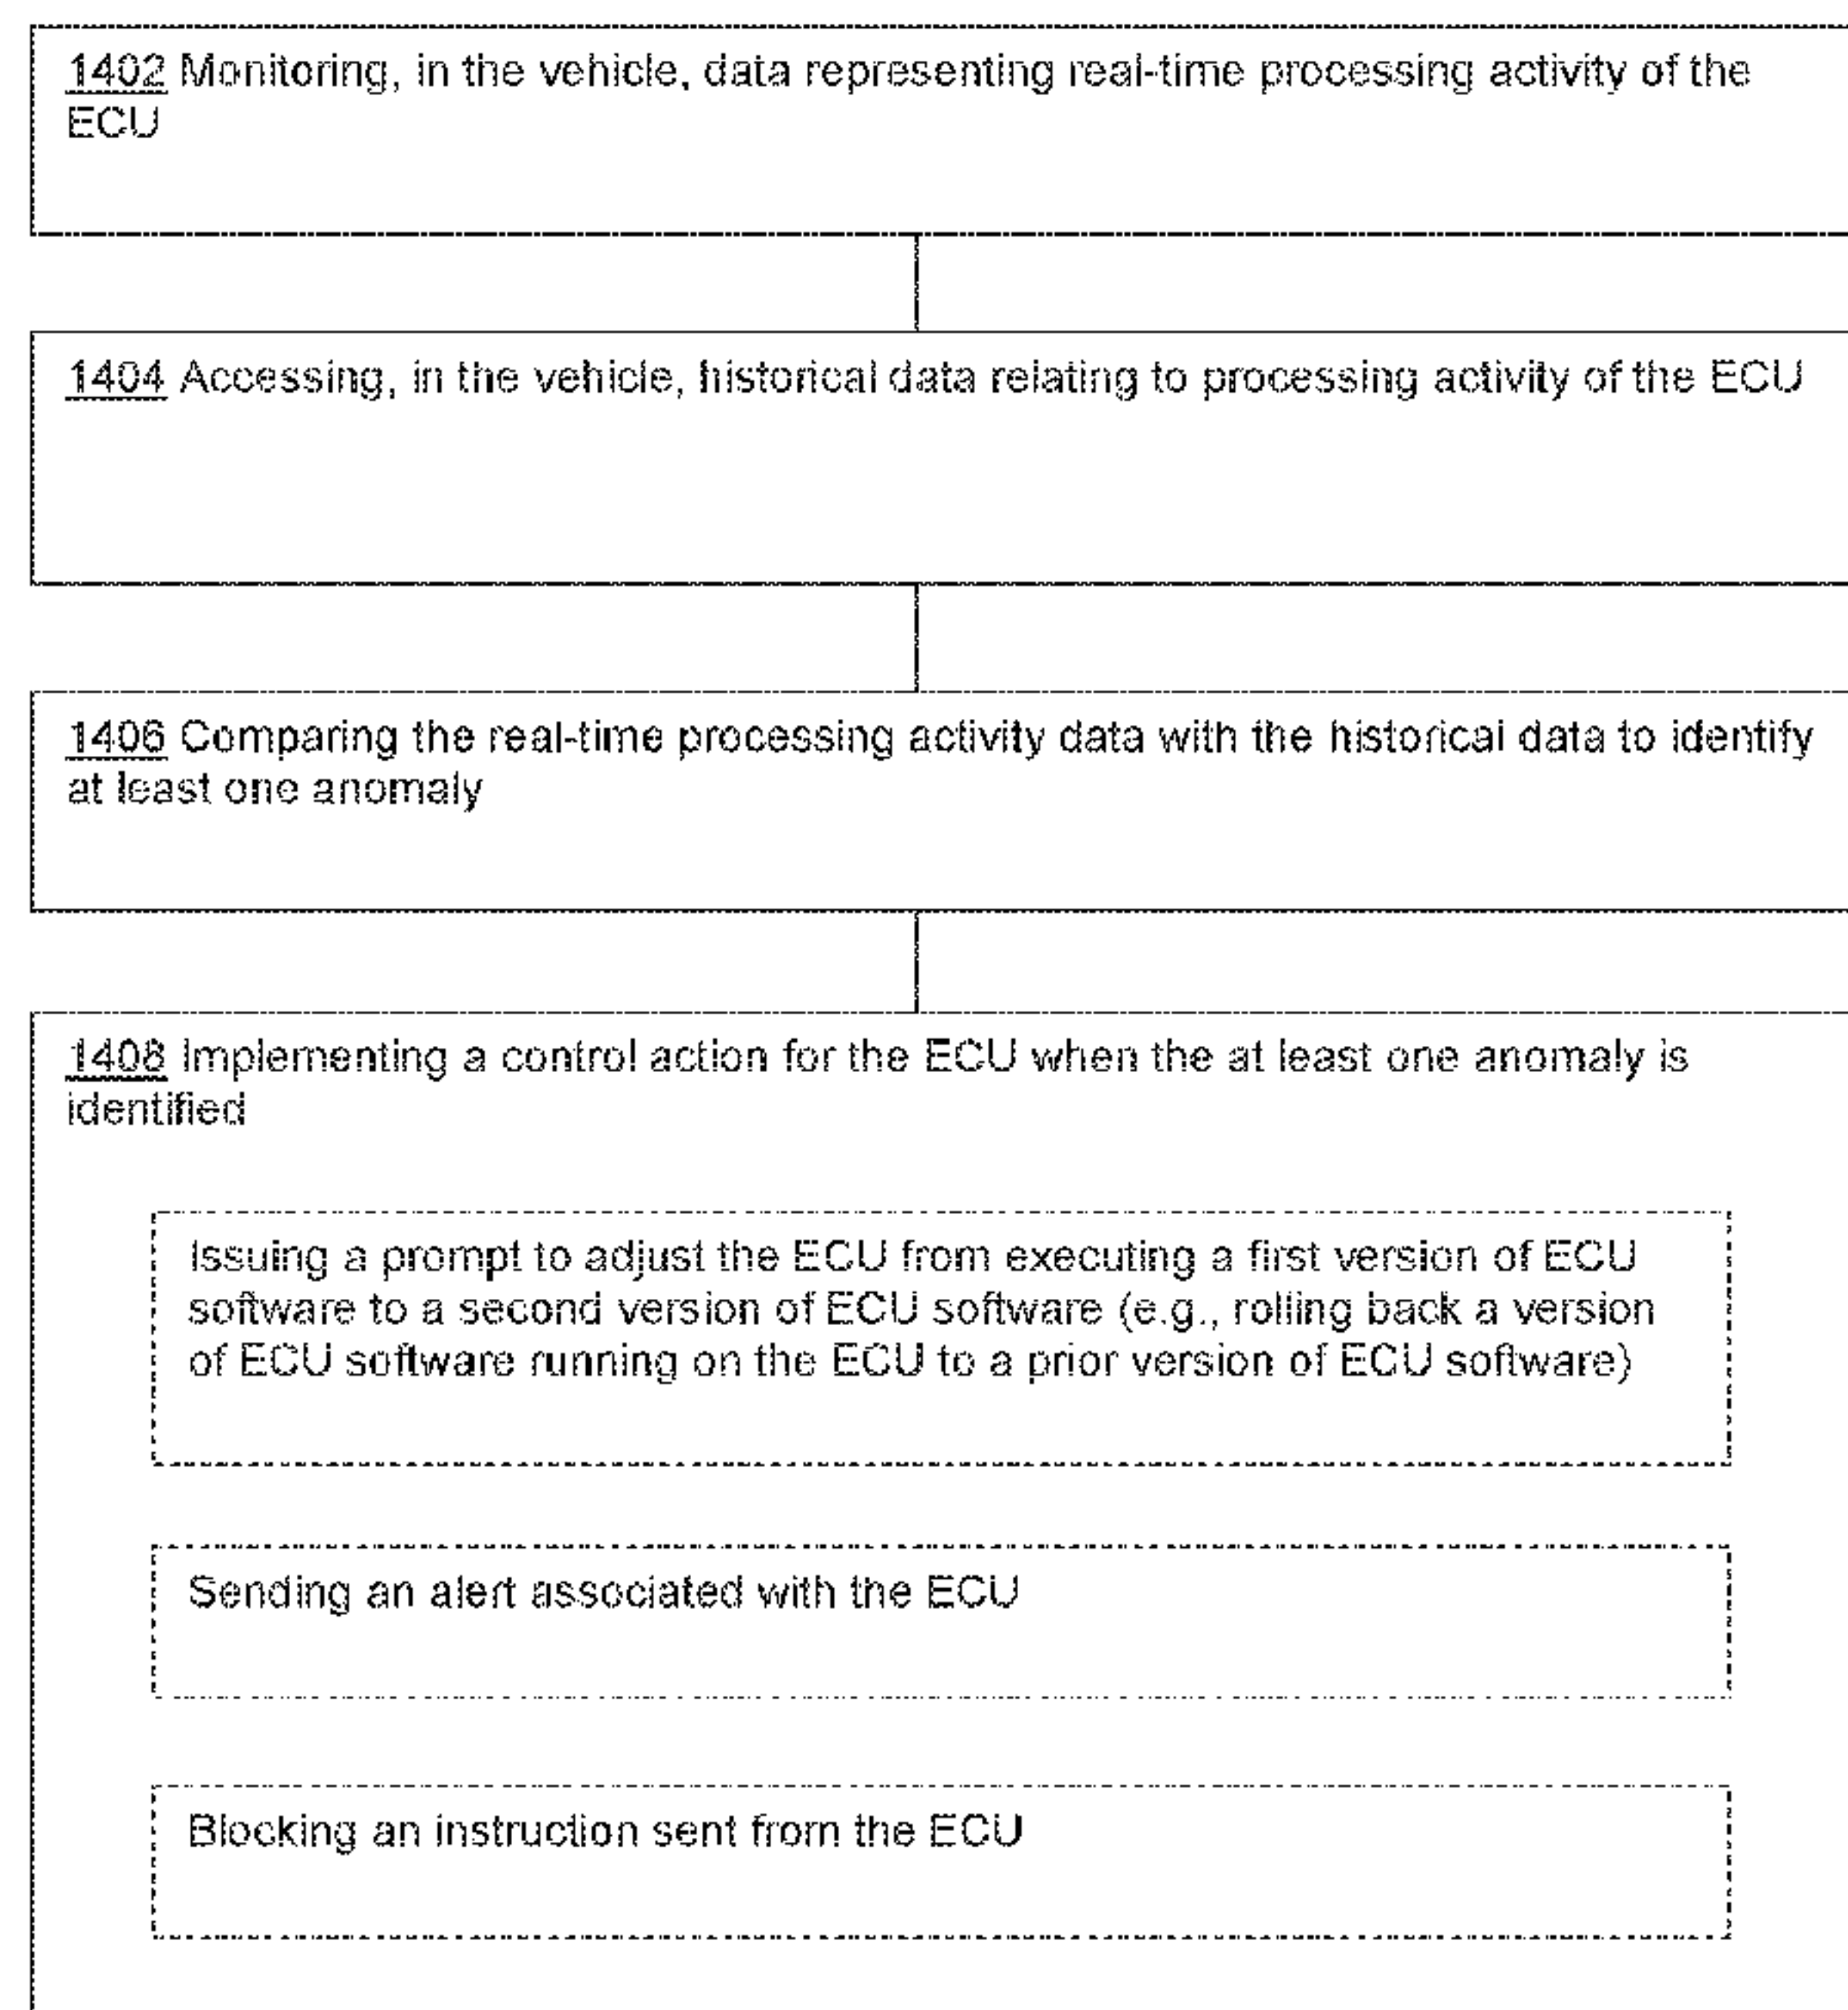 1402 Monitoring, in the vehicle, data representing real-time processing activity of the
ECU
1404 Accessing, in the vehicle, historical data relating to processing activity of the ECU
1406 Comparing the real-time processing activity data with the historical data to identify
at least one anomaly
1408 Implementing a control action for the ECU when the at least one anomaly is
identified
Issuing a prompt to adjust the ECU from executing a first version of ECU
software to a second version of ECU software (e.g., rolling back a version
of ECU software running on the ECU to a prior version of ECU software)
Sending an alert associated with the ECU
Blocking an instruction sent from the ECU